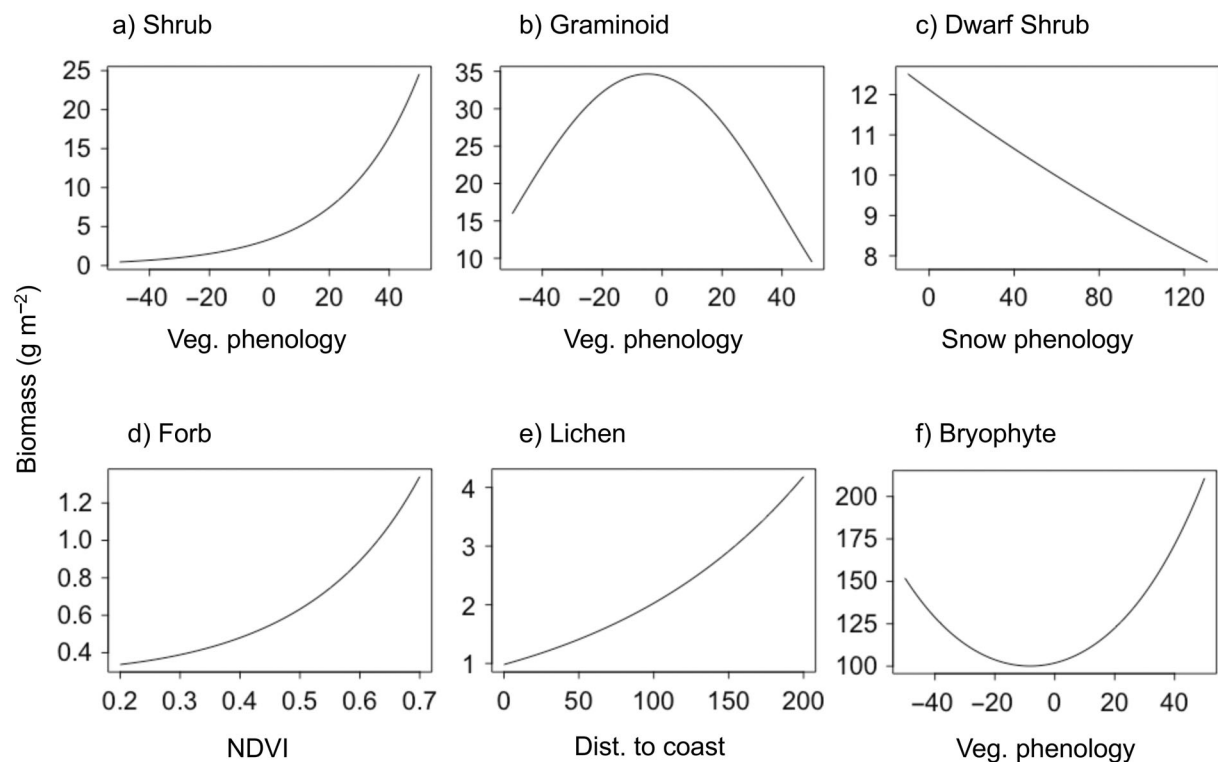 a) Shrub
b) Graminoid
c) Dwarf Shrub
25
20
15
10
5
0
−40 −20 0 20 40
Veg. phenology
35
30
25
20
15
10
−40 −20 0 20 40
Veg. phenology
12
11
10
9
8
0 40 80 120
Snow phenology
Biomass (g m⁻²)
d) Forb
e) Lichen
f) Bryophyte
1.2
1.0
0.8
0.6
0.4
0.2 0.3 0.4 0.5 0.6 0.7
NDVI
4
3
2
1
0 50 100 150 200
Dist. to coast
200
175
150
125
100
−40 −20 0 20 40
Veg. phenology